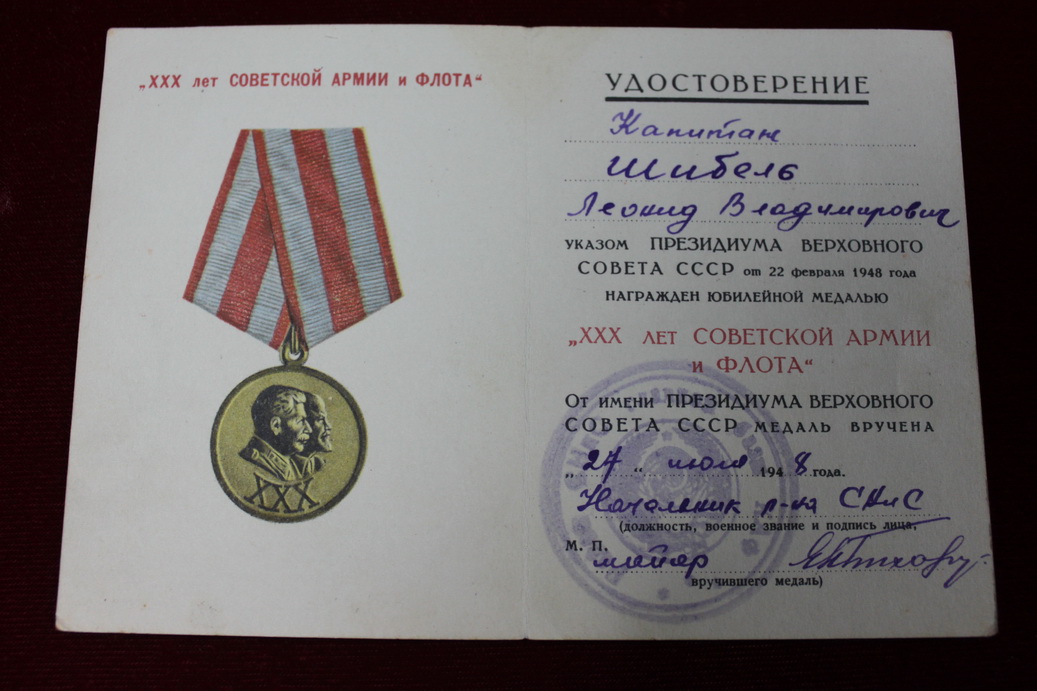 „XXX лет СОВЕТСКОЙ АРМИИ и ФЛОТА“
XXX
УДОСТОВЕРЕНИЕ
Капитан
Шибель
Леонид Владимирович
УКАЗОМ ПРЕЗИДИУМА ВЕРХОВНОГО
СОВЕТА СССР от 22 февраля 1948 года
НАГРАЖДЕН ЮБИЛЕЙНОЙ МЕДАЛЬЮ
„XXX ЛЕТ СОВЕТСКОЙ АРМИИ
и ФЛОТА“
От имени ПРЕЗИДИУМА ВЕРХОВНОГО
СОВЕТА СССР МЕДАЛЬ ВРУЧЕНА
„27“ июля 1948 года.
Начальник р-на
(должность, военное звание и подпись лица,
М. П.
майор
вручившего медаль)